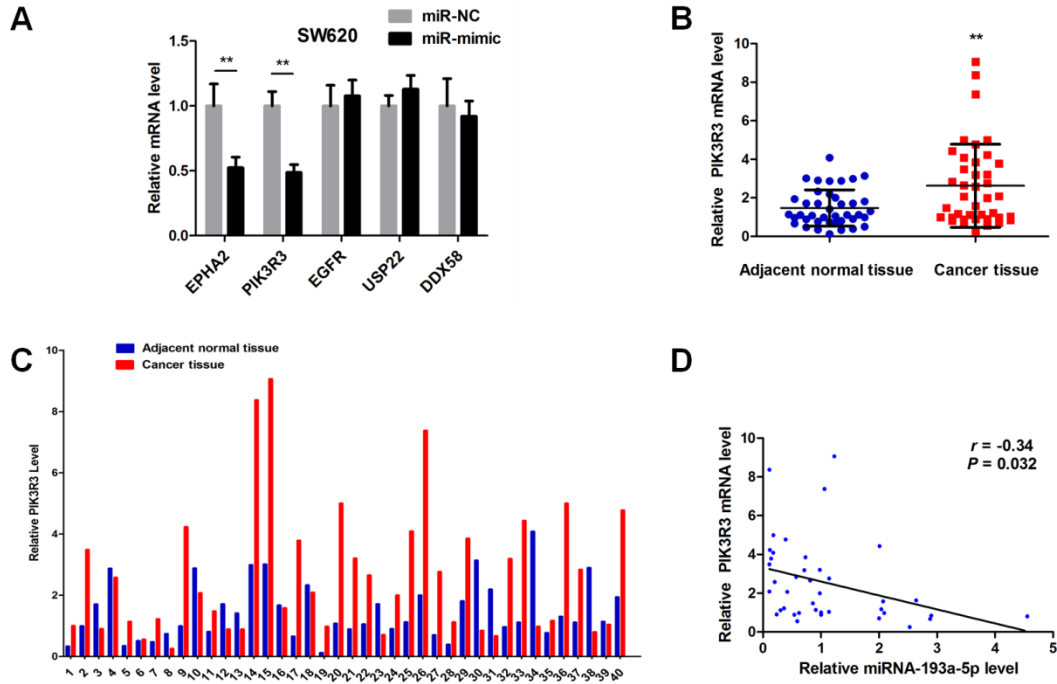 A
SW620
miR-NC
miR-mimic
Relative mRNA level
1.5
1.0
0.5
0.0
**
**
EPHA2
PIK3R3
EGFR
USP22
DDX58
B
Relative PIK3R3 mRNA level
10
8
6
4
2
0
**
Adjacent normal tissue
Cancer tissue
C
Adjacent normal tissue
Cancer tissue
Relative PIK3R3 Level
10
8
6
4
2
0
1 2 3 4 5 6 7 8 9 10 11 12 13 14 15 16 17 18 19 20 21 22 23 24 25 26 27 28 29 30 31 32 33 34 35 36 37 38 39 40
D
r = -0.34
P = 0.032
Relative PIK3R3 mRNA level
10
8
6
4
2
0
0 1 2 3 4 5
Relative miRNA-193a-5p level